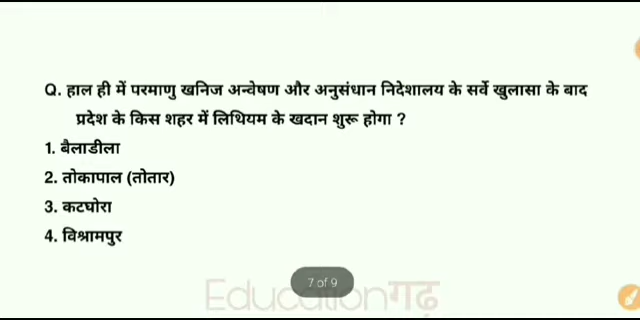 Q. हाल ही में परमाणु खनिज अन्वेषण और अनुसंधान निदेशालय के सर्वे खुलासा के बाद
प्रदेश के किस शहर में लिथियम के खदान शुरू होगा ?
1. बैलाडीला
2. तोकापाल (तोतार)
3. कटघोरा
4. विश्रामपुर
7 of 9
Educationगढ़